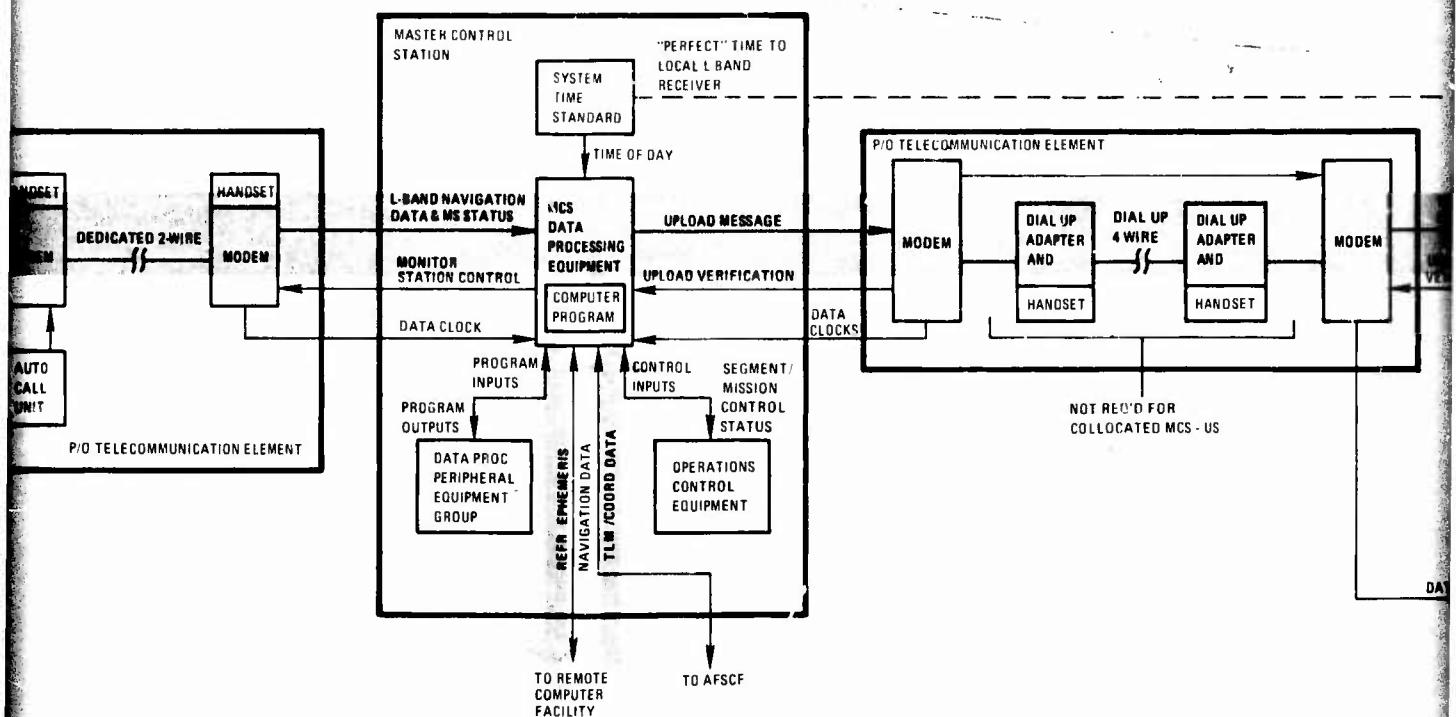 MASTER CONTROL
STATION
"PERFECT" TIME TO
LOCAL L BAND
RECEIVER
SYSTEM
TIME
STANDARD
TIME OF DAY
P/O TELECOMMUNICATION ELEMENT
HANDSET
MODEM
DEDICATED 2-WIRE
AUTO
CALL
UNIT
P/O TELECOMMUNICATION ELEMENT
L-BAND NAVIGATION
DATA & MS STATUS
MONITOR
STATION CONTROL
DATA CLOCK
MCS
DATA
PROCESSING
EQUIPMENT
COMPUTER
PROGRAM
UPLOAD MESSAGE
UPLOAD VERIFICATION
DATA
CLOCKS
MODEM
DIAL UP
ADAPTER
AND
HANDSET
DIAL UP
4 WIRE
DIAL UP
ADAPTER
AND
HANDSET
MODEM
NOT REQ'D FOR
COLLOCATED MCS - US
PROGRAM
INPUTS
PROGRAM
OUTPUTS
CONTROL
INPUTS
SEGMENT/
MISSION
CONTROL
STATUS
DATA PROC
PERIPHERAL
EQUIPMENT
GROUP
REFR EPHEMERIS
NAVIGATION DATA
TLM/COORD DATA
OPERATIONS
CONTROL
EQUIPMENT
TO REMOTE
COMPUTER
FACILITY
TO AFSCF